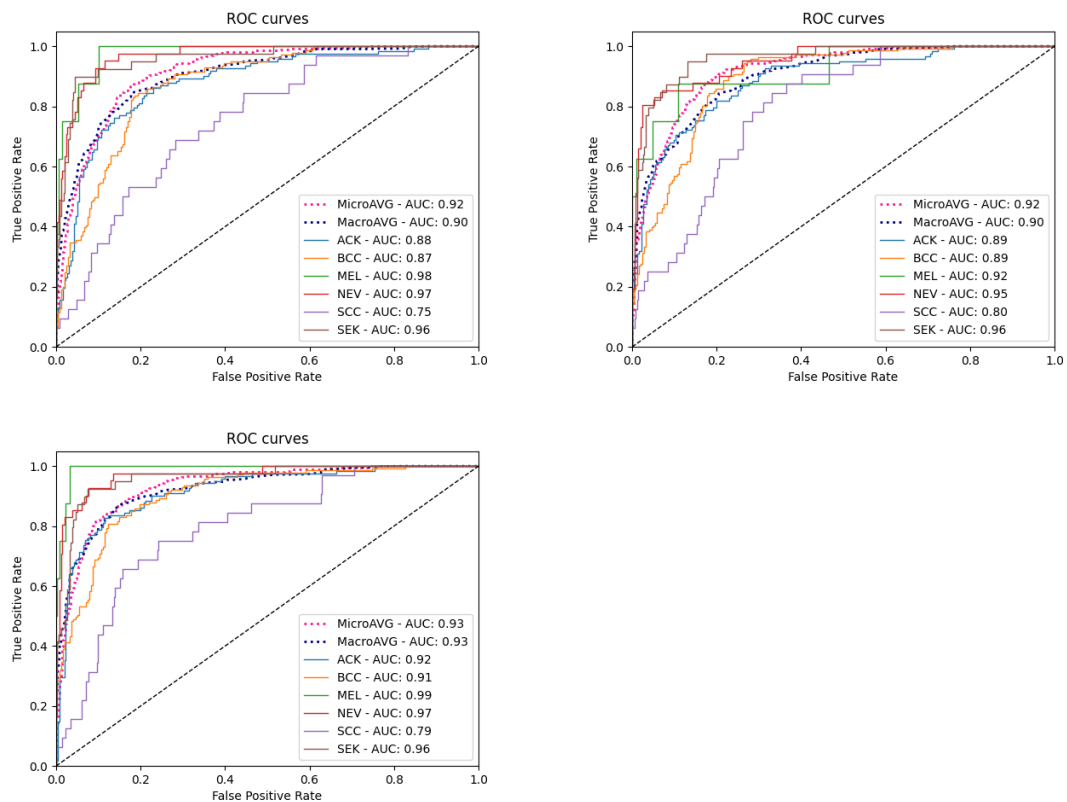 ROC curves
True Positive Rate
1.0
0.8
0.6
0.4
0.2
0.0
MicroAVG - AUC: 0.92
MacroAVG - AUC: 0.90
ACK - AUC: 0.88
BCC - AUC: 0.87
MEL - AUC: 0.98
NEV - AUC: 0.97
SCC - AUC: 0.75
SEK - AUC: 0.96
0.0 0.2 0.4 0.6 0.8 1.0
False Positive Rate
ROC curves
True Positive Rate
1.0
0.8
0.6
0.4
0.2
0.0
MicroAVG - AUC: 0.92
MacroAVG - AUC: 0.90
ACK - AUC: 0.89
BCC - AUC: 0.89
MEL - AUC: 0.92
NEV - AUC: 0.95
SCC - AUC: 0.80
SEK - AUC: 0.96
0.0 0.2 0.4 0.6 0.8 1.0
False Positive Rate
ROC curves
True Positive Rate
1.0
0.8
0.6
0.4
0.2
0.0
MicroAVG - AUC: 0.93
MacroAVG - AUC: 0.93
ACK - AUC: 0.92
BCC - AUC: 0.91
MEL - AUC: 0.99
NEV - AUC: 0.97
SCC - AUC: 0.79
SEK - AUC: 0.96
0.0 0.2 0.4 0.6 0.8 1.0
False Positive Rate